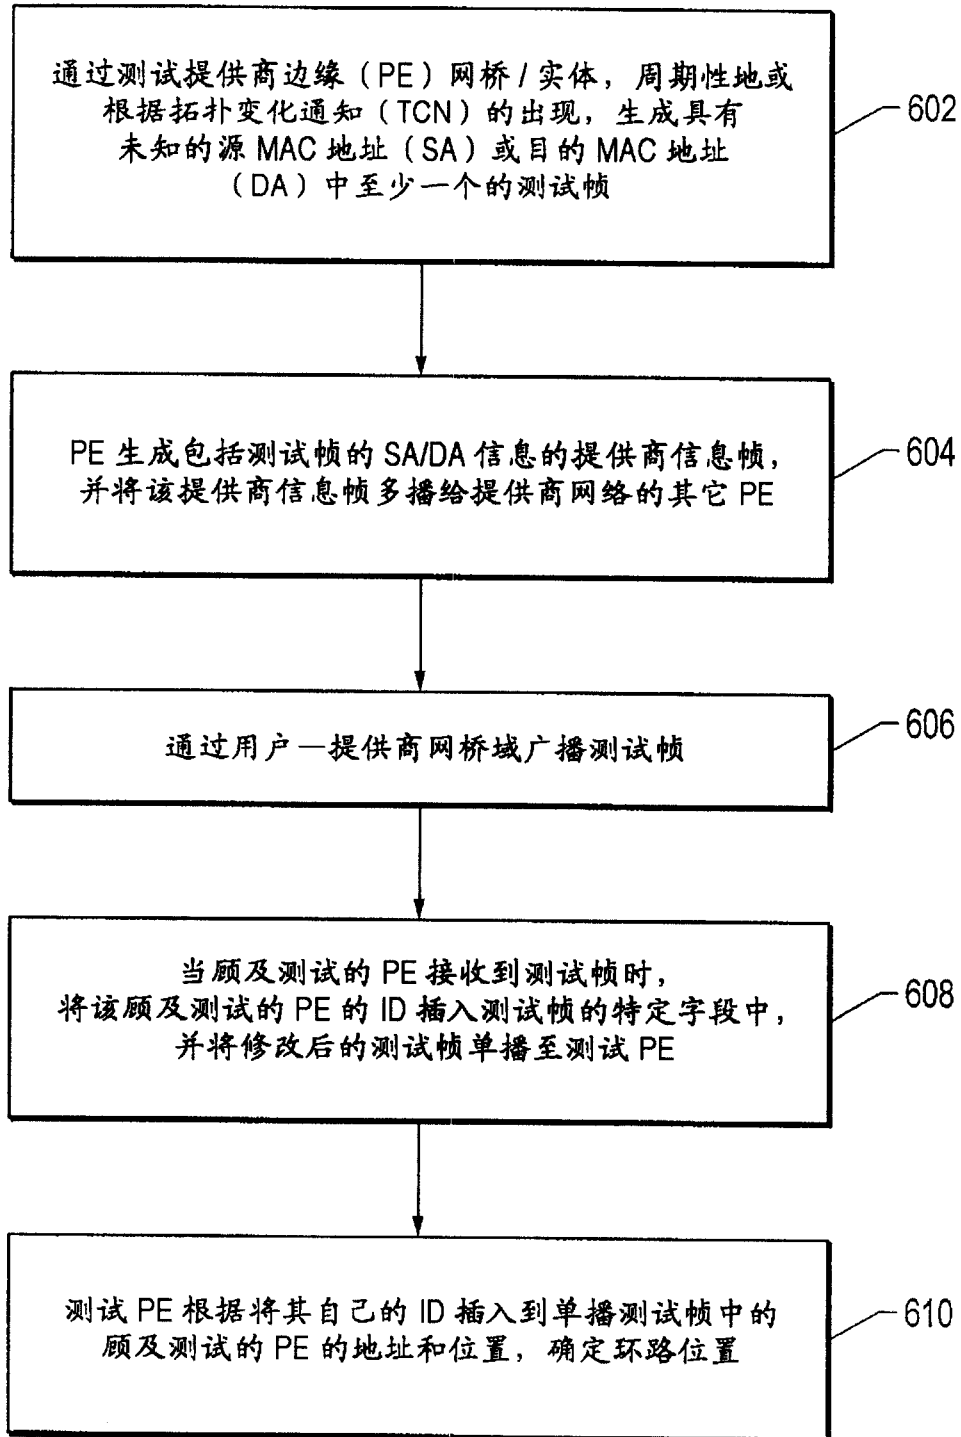 通过测试提供商边缘（PE）网桥/实体，周期性地或
根据拓扑变化通知（TCN）的出现，生成具有
未知的源 MAC 地址（SA）或目的 MAC 地址
（DA）中至少一个的测试帧
602
PE 生成包括测试帧的 SA/DA 信息的提供商信息帧，
并将该提供商信息帧多播给提供商网络的其它 PE
604
通过用户—提供商网桥域广播测试帧
606
当顾及测试的 PE 接收到测试帧时，
将该顾及测试的 PE 的 ID 插入测试帧的特定字段中，
并将修改后的测试帧单播至测试 PE
608
测试 PE 根据将其自己的 ID 插入到单播测试帧中的
顾及测试的 PE 的地址和位置，确定环路位置
610